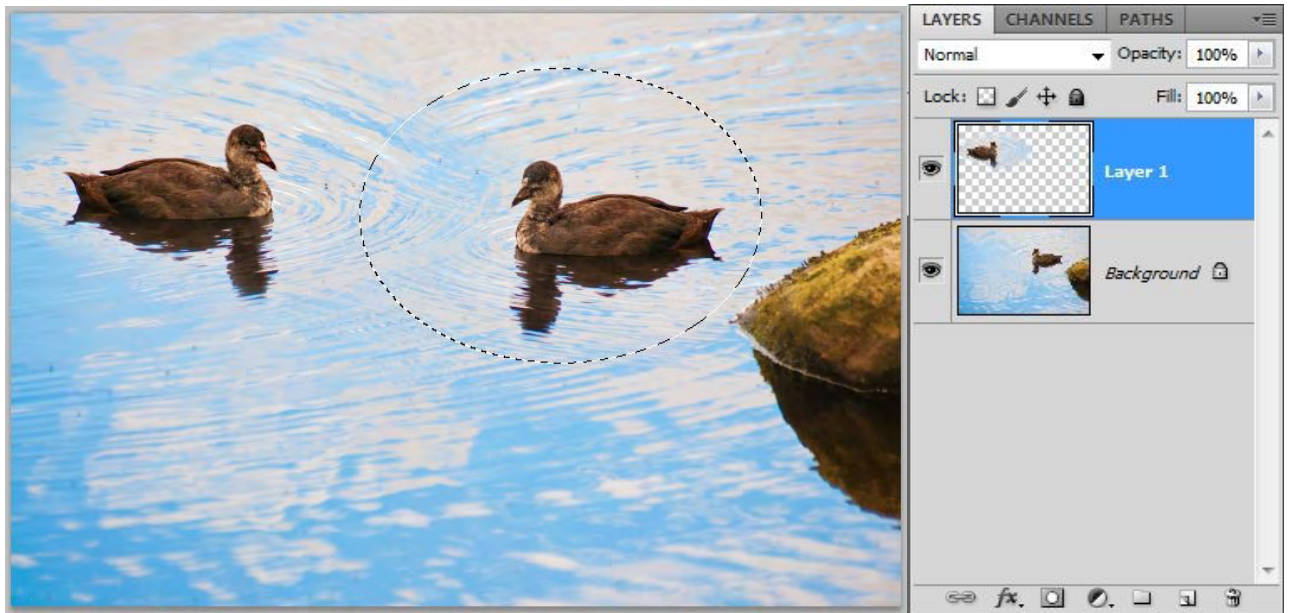 LAYERS CHANNELS PATHS
Normal Opacity: 100%
Lock: Fill: 100%
Layer 1
Background
fx.